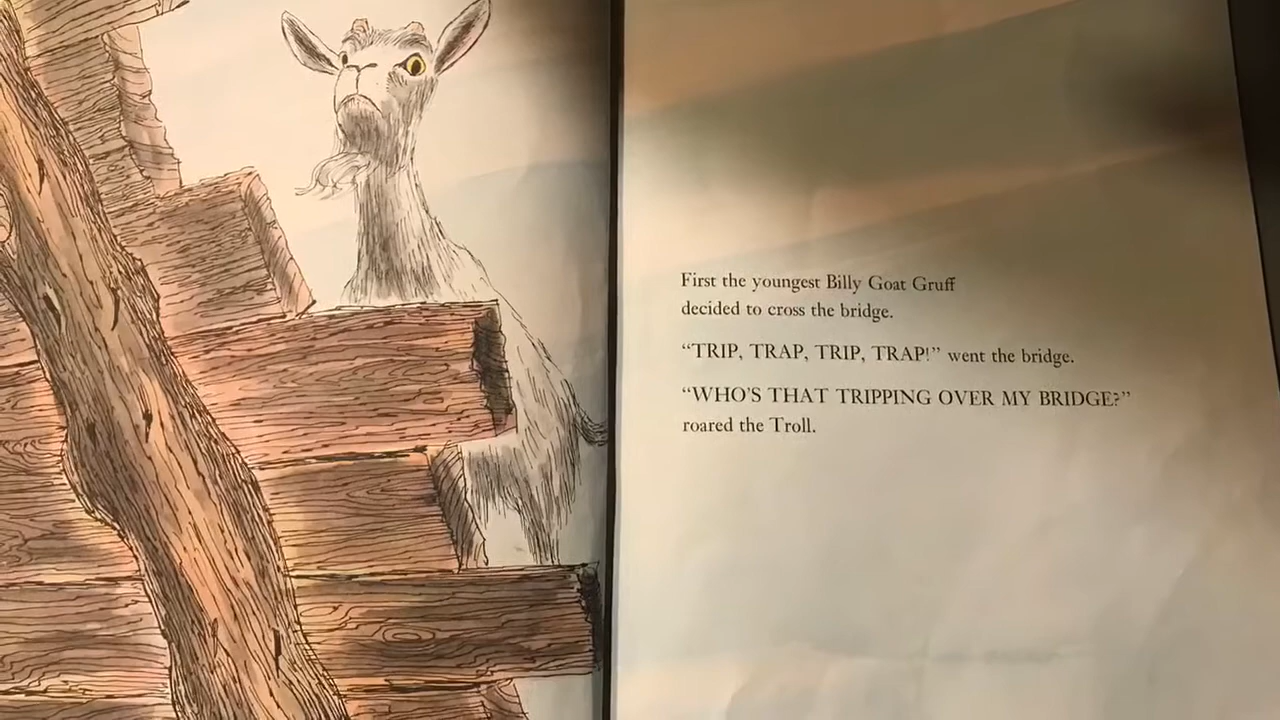 First the youngest Billy Goat Gruff
decided to cross the bridge.
“TRIP, TRAP, TRIP, TRAP!” went the bridge.
“WHO’S THAT TRIPPING OVER MY BRIDGE?”
roared the Troll.